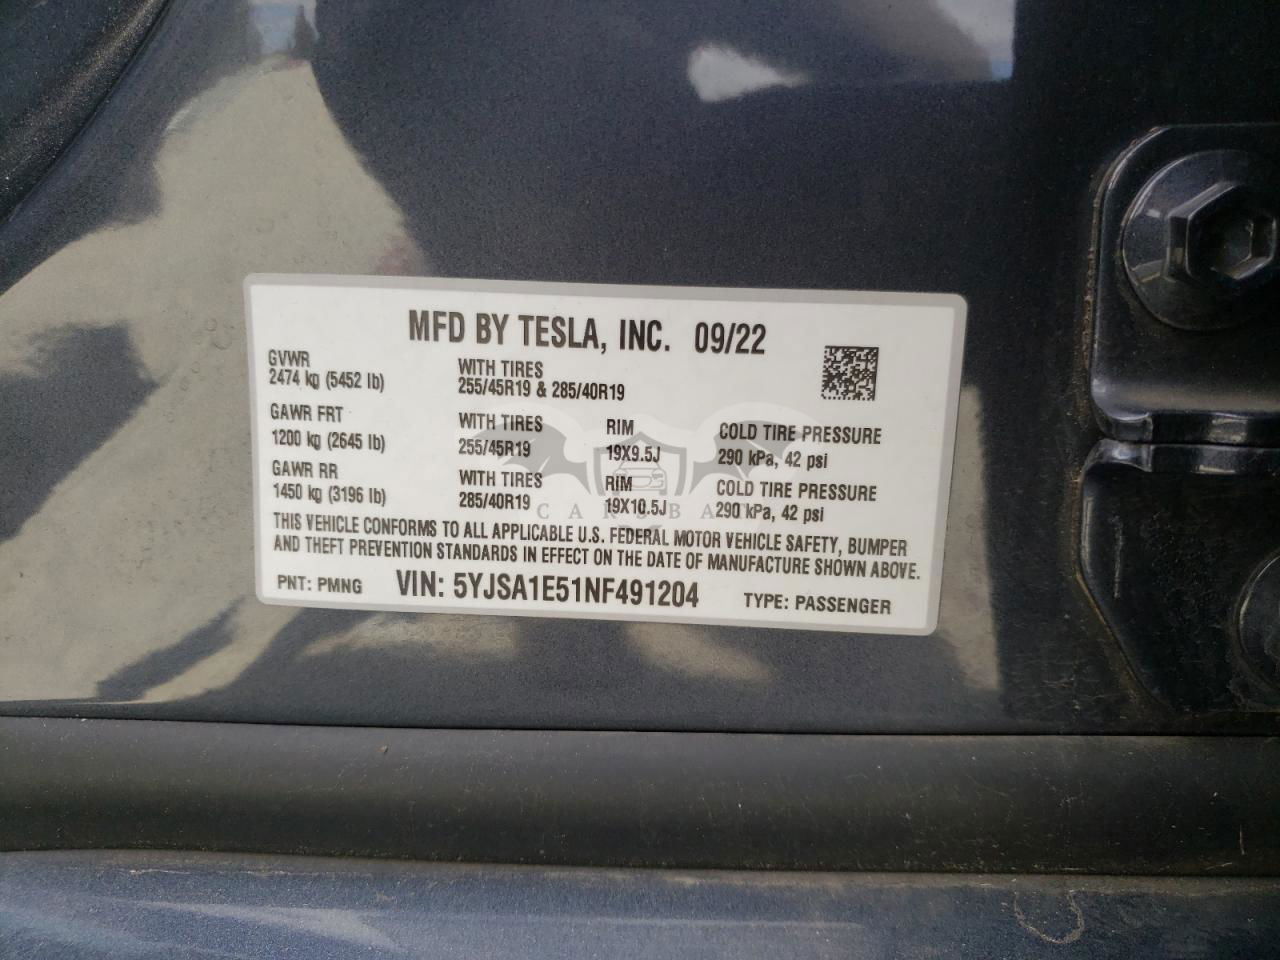 MFD BY TESLA, INC. 09/22
GVWR
2474 kg (5452 lb)
WITH TIRES
255/45R19 & 285/40R19
GAWR FRT
1200 kg (2645 lb)
WITH TIRES
255/45R19
RIM
19X9.5J
COLD TIRE PRESSURE
290 kPa, 42 psi
GAWR RR
1450 kg (3196 lb)
WITH TIRES
285/40R19
RIM
19X10.5J
COLD TIRE PRESSURE
290 kPa, 42 psi
THIS VEHICLE CONFORMS TO ALL APPLICABLE U.S. FEDERAL MOTOR VEHICLE SAFETY, BUMPER
AND THEFT PREVENTION STANDARDS IN EFFECT ON THE DATE OF MANUFACTURE SHOWN ABOVE.
PNT: PMNG VIN: 5YJSA1E51NF491204 TYPE: PASSENGER